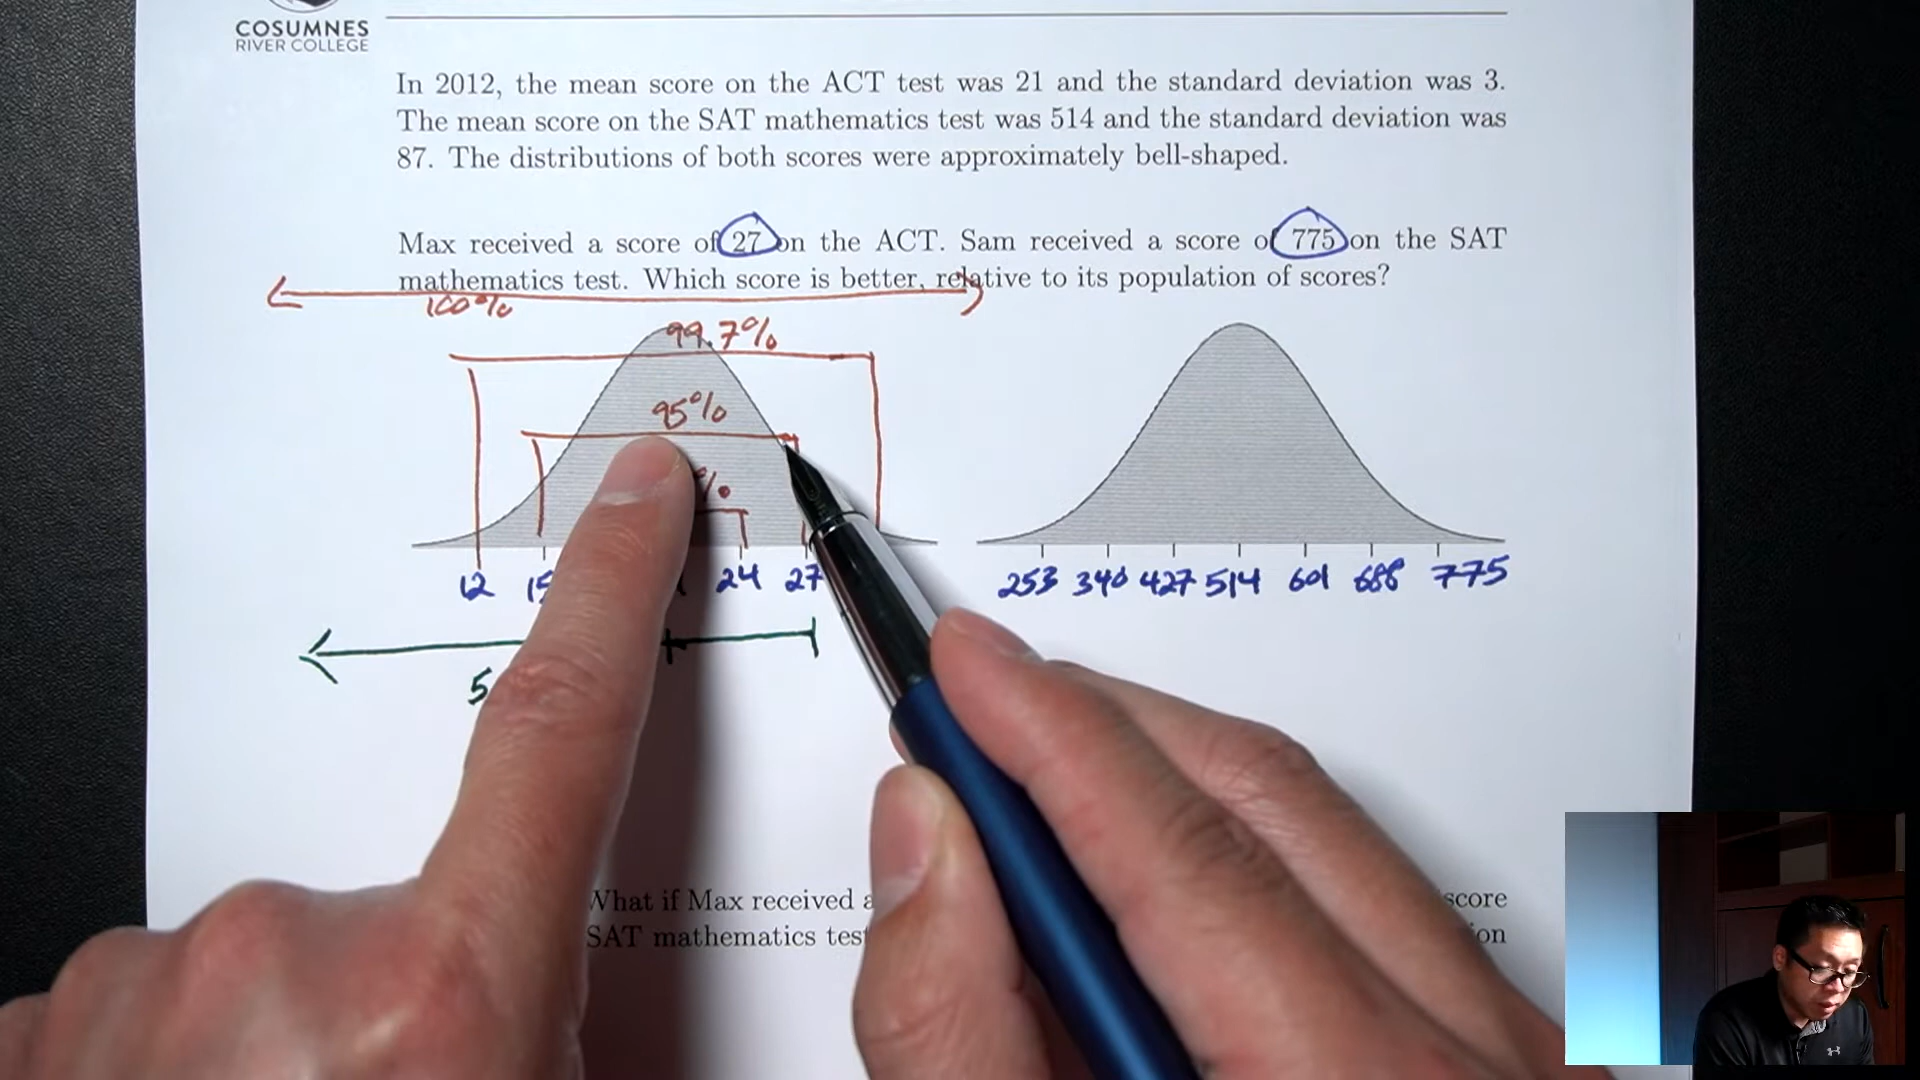 COSUMNES
RIVER COLLEGE
In 2012, the mean score on the ACT test was 21 and the standard deviation was 3.
The mean score on the SAT mathematics test was 514 and the standard deviation was
87. The distributions of both scores were approximately bell-shaped.
Max received a score of 27 on the ACT. Sam received a score of 775 on the SAT
mathematics test. Which score is better, relative to its population of scores?
100%
99.7%
95%
%
12 15 24 27
253 340 427 514 601 688 775
5
What if Max received a score
SAT mathematics test